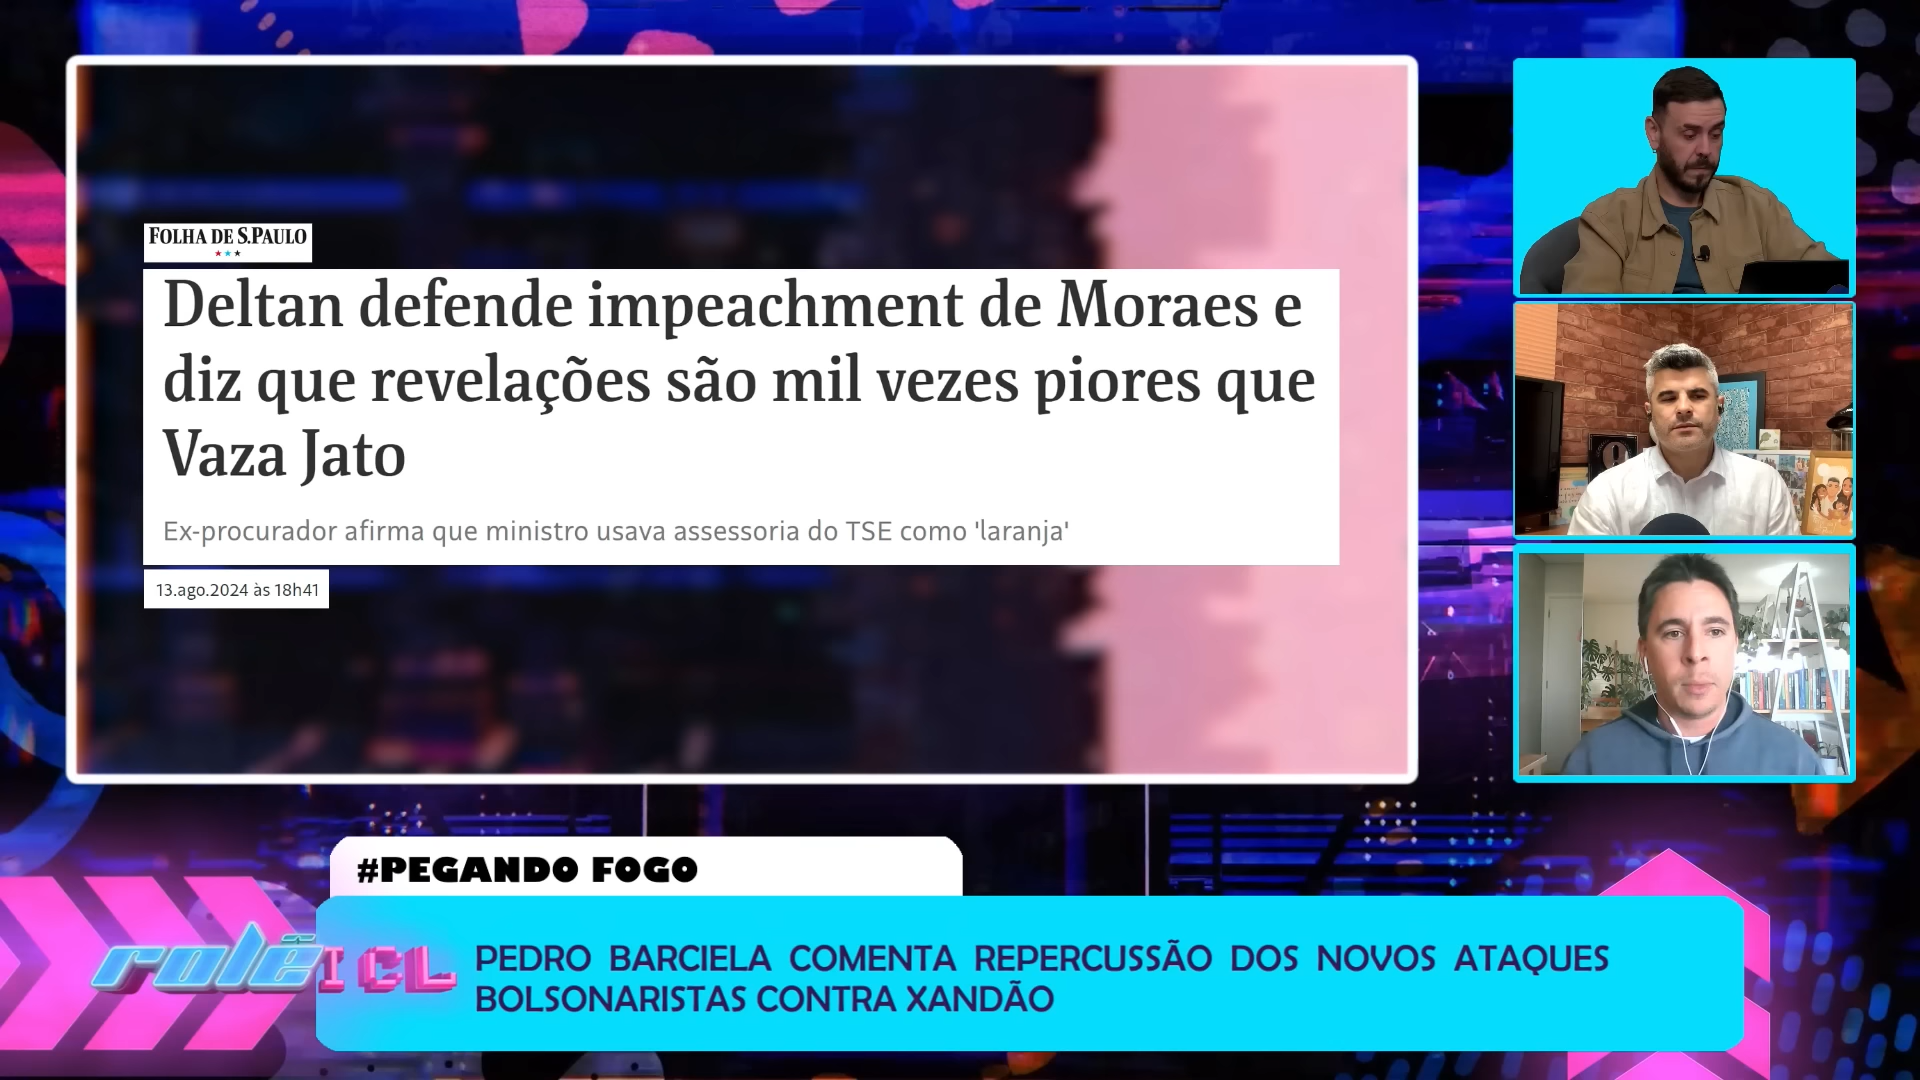 FOLHA DE S.PAULO
Deltan defende impeachment de Moraes e
diz que revelações são mil vezes piores que
Vaza Jato
Ex-procurador afirma que ministro usava assessoria do TSE como 'laranja'
13.ago.2024 às 18h41
#PEGANDO FOGO
rolê ICL
PEDRO BARCIELA COMENTA REPERCUSSÃO DOS NOVOS ATAQUES
BOLSONARISTAS CONTRA XANDÃO